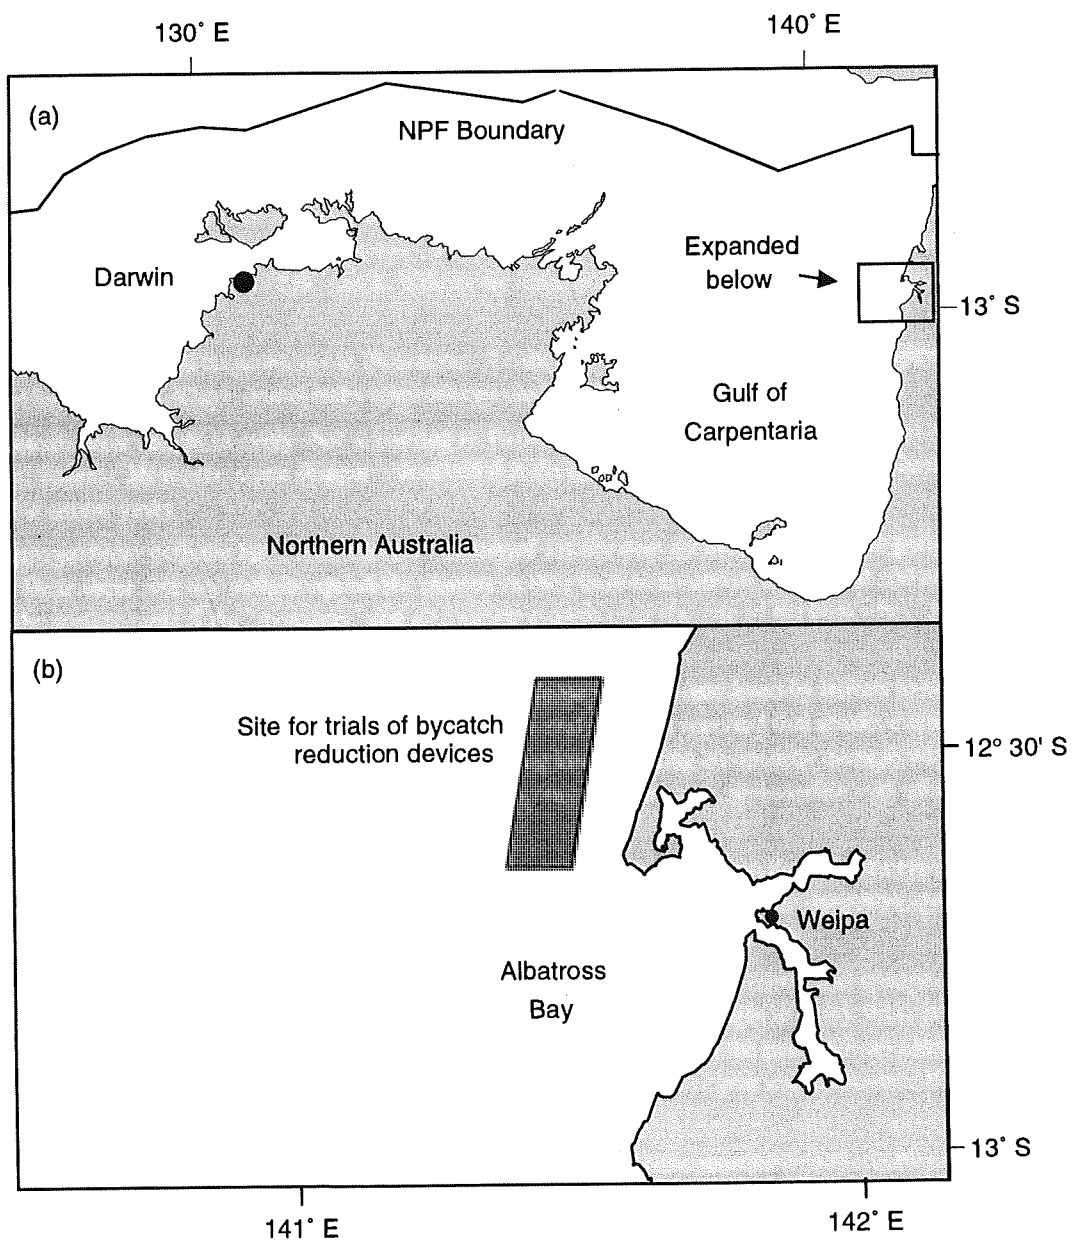 130° E
140° E
(a)
NPF Boundary
Expanded
below
Darwin
13° S
Gulf of
Carpentaria
Northern Australia
(b)
Site for trials of bycatch
reduction devices
12° 30' S
Weipa
Albatross
Bay
13° S
141° E
142° E